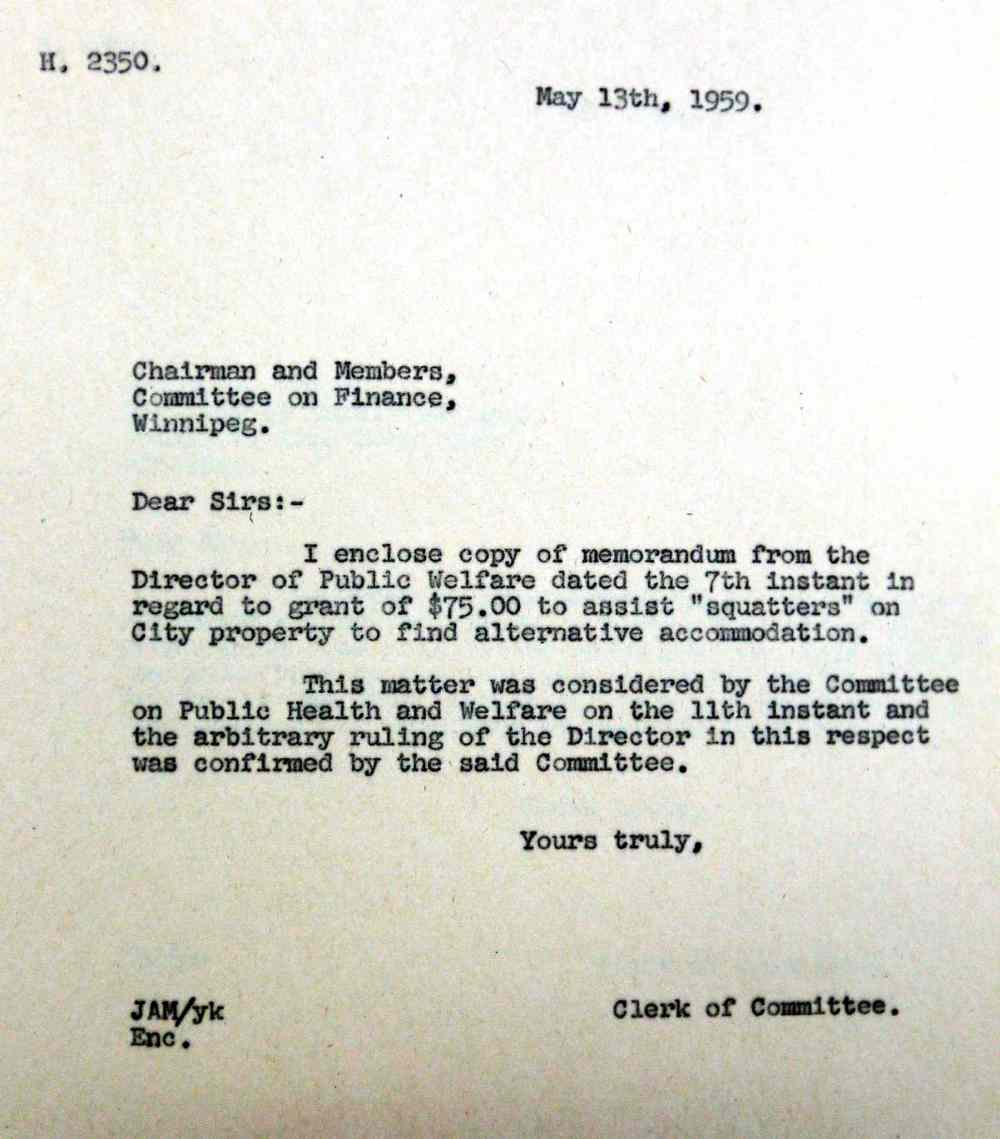 H. 2350.
May 13th, 1959.
Chairman and Members,
Committee on Finance,
Winnipeg.
Dear Sirs:-
I enclose copy of memorandum from the
Director of Public Welfare dated the 7th instant in
regard to grant of $75.00 to assist "squatters" on
City property to find alternative accommodation.
This matter was considered by the Committee
on Public Health and Welfare on the 11th instant and
the arbitrary ruling of the Director in this respect
was confirmed by the said Committee.
Yours truly,
JAM/yk
Clerk of Committee.
Enc.